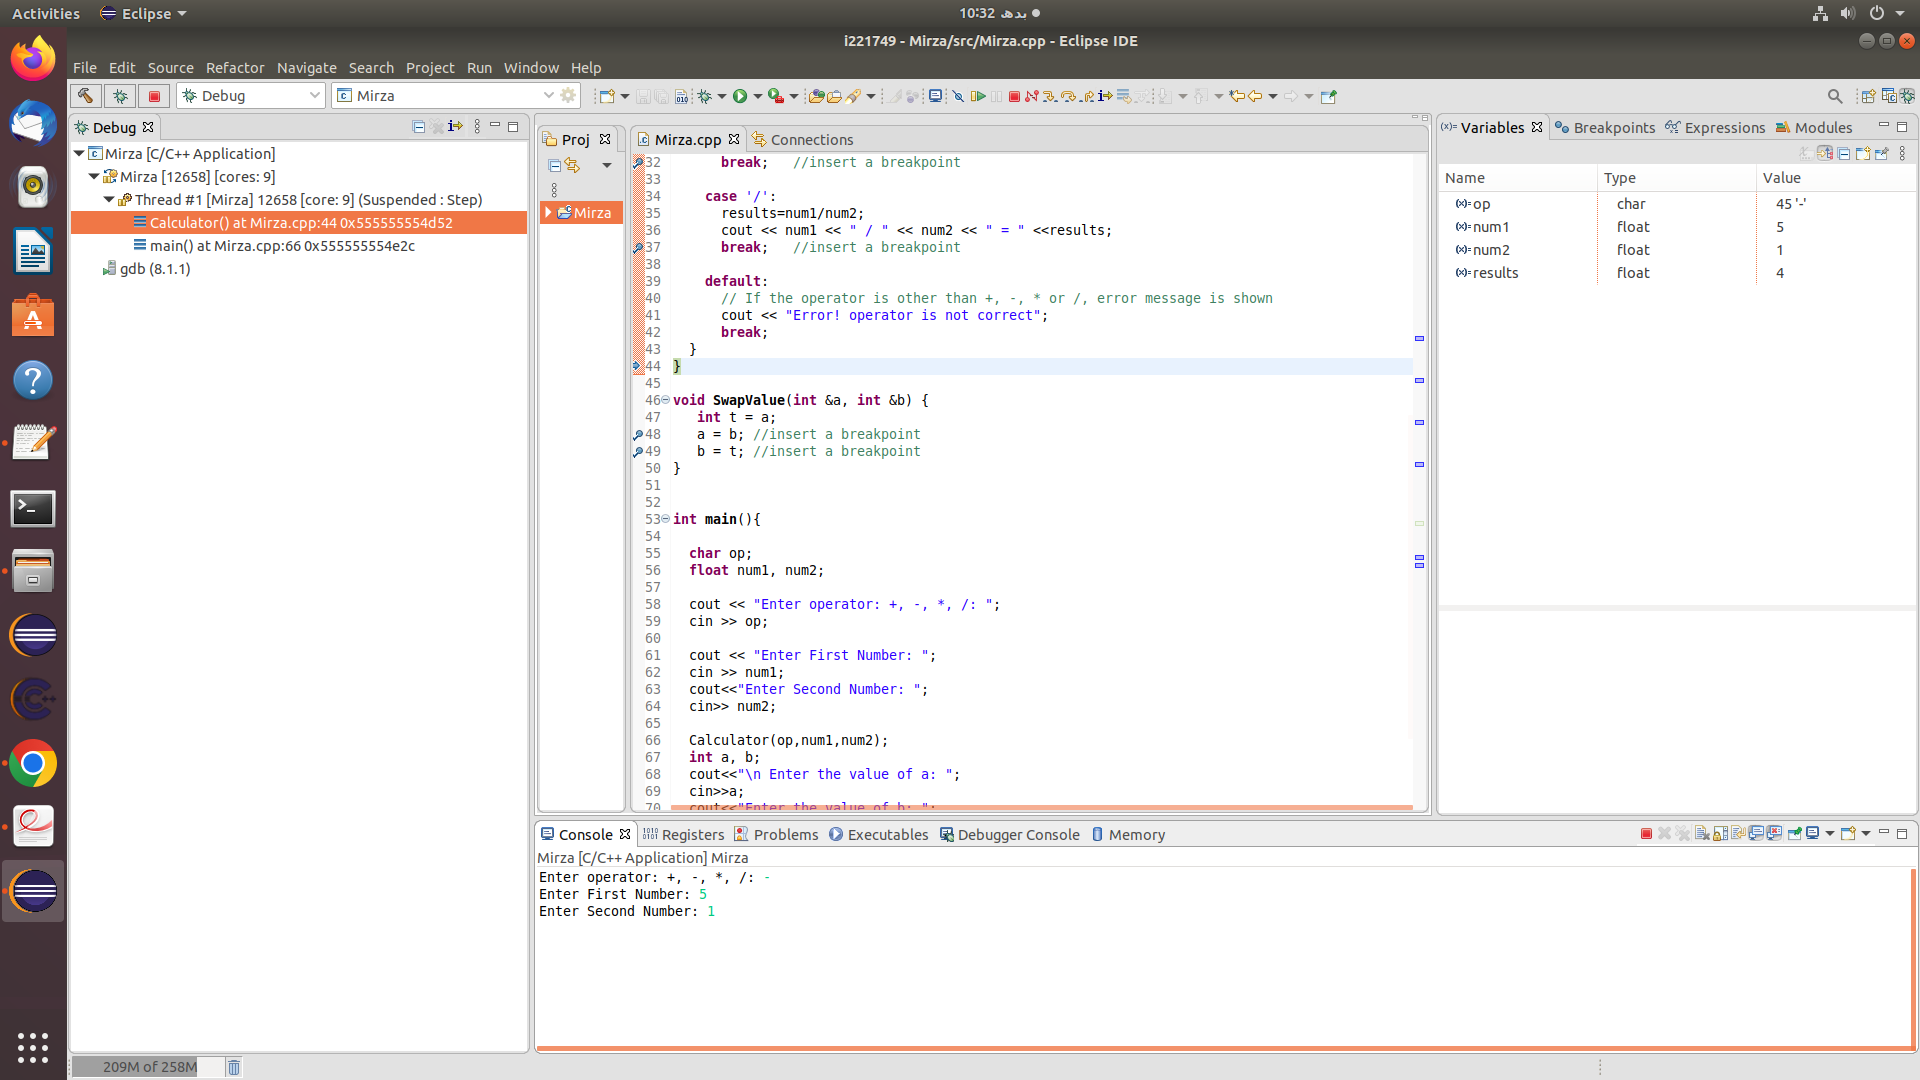 Activities
Eclipse
بدھ 10:32
i221749 - Mirza/src/Mirza.cpp - Eclipse IDE
File Edit Source Refactor Navigate Search Project Run Window Help
Debug
Mirza
Debug
Mirza [C/C++ Application]
Mirza [12658] [cores: 9]
Thread #1 [Mirza] 12658 [core: 9] (Suspended : Step)
Calculator() at Mirza.cpp:44 0x555555554d52
main() at Mirza.cpp:66 0x555555554e2c
gdb (8.1.1)
Proj
Mirza
Mirza.cpp
Connections
32 break; //insert a breakpoint
33
34 case '/':
35 results=num1/num2;
36 cout << num1 << " / " << num2 << " = " <<results;
37 break; //insert a breakpoint
38
39 default:
40 // If the operator is other than +, -, * or /, error message is shown
41 cout << "Error! operator is not correct";
42 break;
43 }
44 }
45
46 void SwapValue(int &a, int &b) {
47 int t = a;
48 a = b; //insert a breakpoint
49 b = t; //insert a breakpoint
50 }
51
52
53 int main(){
54
55 char op;
56 float num1, num2;
57
58 cout << "Enter operator: +, -, *, /: ";
59 cin >> op;
60
61 cout << "Enter First Number: ";
62 cin >> num1;
63 cout<<"Enter Second Number: ";
64 cin>> num2;
65
66 Calculator(op,num1,num2);
67 int a, b;
68 cout<<"\n Enter the value of a: ";
69 cin>>a;
70 cout<<"Enter the value of b: ";
Variables Breakpoints Expressions Modules
Name Type Value
op char 45 '-'
num1 float 5
num2 float 1
results float 4
Console Registers Problems Executables Debugger Console Memory
Mirza [C/C++ Application] Mirza
Enter operator: +, -, *, /: -
Enter First Number: 5
Enter Second Number: 1
209M of 258M